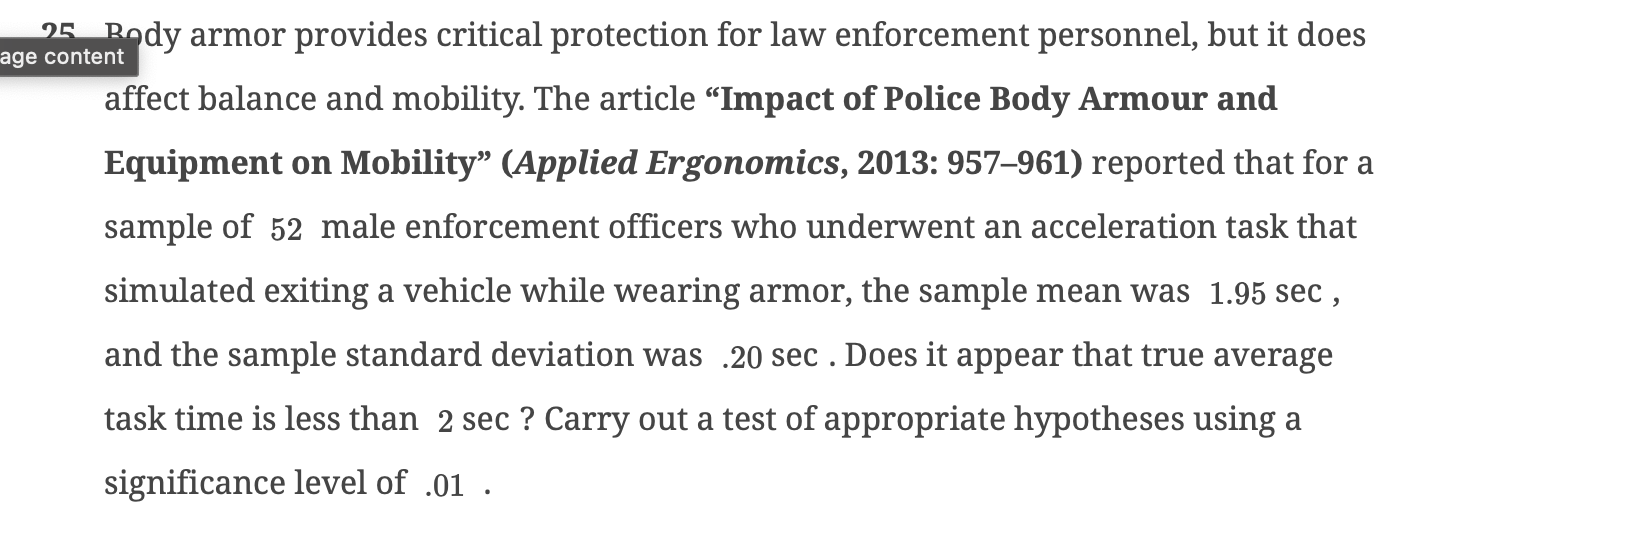 25 Body armor provides critical protection for law enforcement personnel, but it does
age content
affect balance and mobility. The article “Impact of Police Body Armour and
Equipment on Mobility” (Applied Ergonomics, 2013: 957–961) reported that for a
sample of 52 male enforcement officers who underwent an acceleration task that
simulated exiting a vehicle while wearing armor, the sample mean was 1.95 sec ,
and the sample standard deviation was .20 sec . Does it appear that true average
task time is less than 2 sec ? Carry out a test of appropriate hypotheses using a
significance level of .01 .